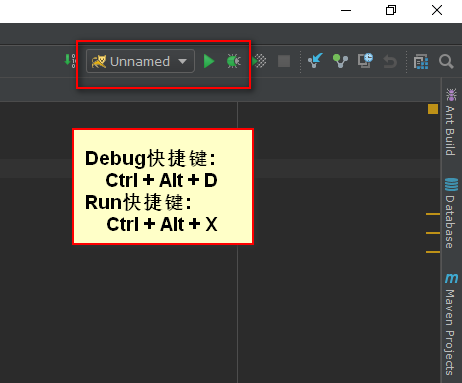 Unnamed
Debug快捷键:
Ctrl + Alt + D
Run快捷键:
Ctrl + Alt + X
Ant Build
Database
Maven Projects